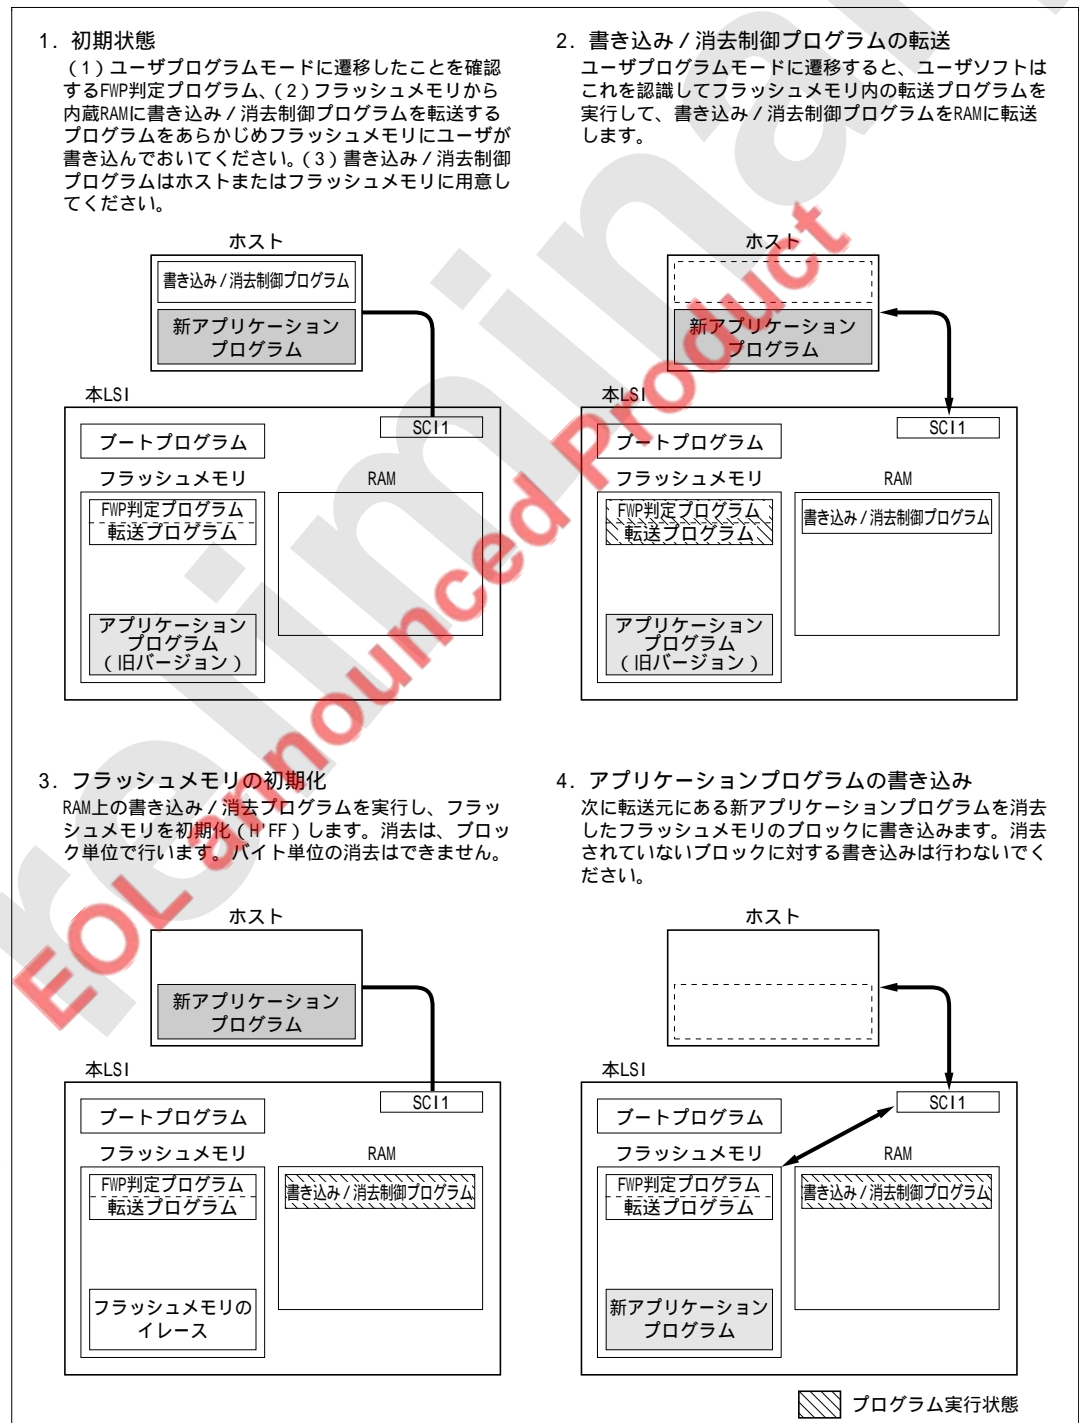 1. 初期状態
(1)ユーザプログラムモードに遷移したことを確認
するFWP判定プログラム、(2)フラッシュメモリから
内蔵RAMに書き込み/消去制御プログラムを転送する
プログラムをあらかじめフラッシュメモリにユーザが
書き込んでおいてください。(3)書き込み/消去制御
プログラムはホストまたはフラッシュメモリに用意し
てください。
ホスト
書き込み/消去制御プログラム
新アプリケーション
プログラム
本LSI
SCI1
ブートプログラム
フラッシュメモリ
RAM
FWP判定プログラム
転送プログラム
アプリケーション
プログラム
(旧バージョン)
2. 書き込み/消去制御プログラムの転送
ユーザプログラムモードに遷移すると、ユーザソフトは
これを認識してフラッシュメモリ内の転送プログラムを
実行して、書き込み/消去制御プログラムをRAMに転送
します。
ホスト
新アプリケーション
プログラム
本LSI
SCI1
ブートプログラム
フラッシュメモリ
RAM
FWP判定プログラム
転送プログラム
書き込み/消去制御プログラム
アプリケーション
プログラム
(旧バージョン)
3. フラッシュメモリの初期化
RAM上の書き込み/消去プログラムを実行し、フラッ
シュメモリを初期化(H'FF)します。消去は、ブロッ
ク単位で行います。バイト単位の消去はできません。
ホスト
新アプリケーション
プログラム
本LSI
SCI1
ブートプログラム
フラッシュメモリ
RAM
FWP判定プログラム
転送プログラム
書き込み/消去制御プログラム
フラッシュメモリの
イレース
4. アプリケーションプログラムの書き込み
次に転送元にある新アプリケーションプログラムを消去
したフラッシュメモリのブロックに書き込みます。消去
されていないブロックに対する書き込みは行わないでく
ださい。
ホスト
本LSI
SCI1
ブートプログラム
フラッシュメモリ
RAM
FWP判定プログラム
転送プログラム
書き込み/消去制御プログラム
新アプリケーション
プログラム
プログラム実行状態
EOL announced Product